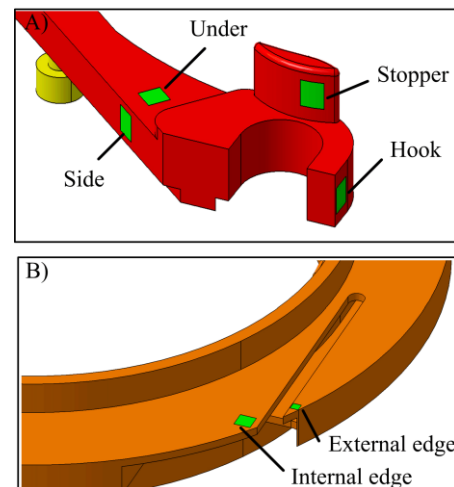 A)
Under
Stopper
Side
Hook
B)
External edge
Internal edge